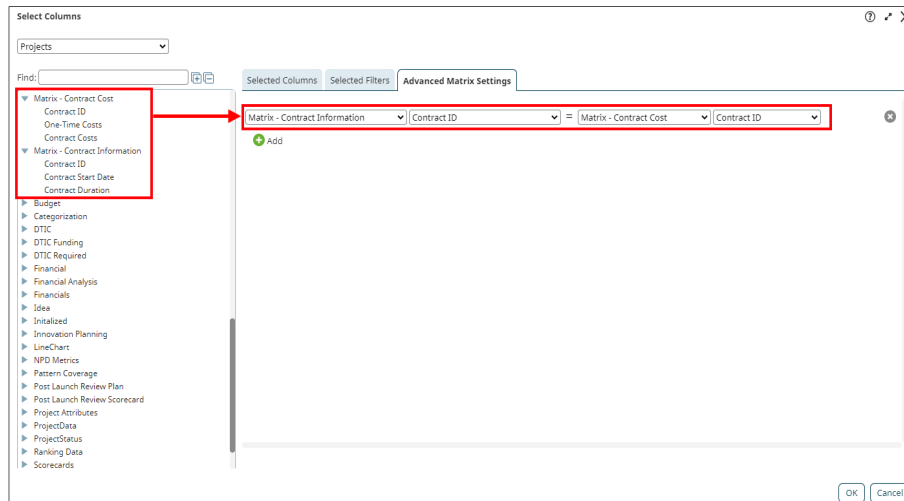 Select Columns
Projects
Find:
Selected Columns Selected Filters Advanced Matrix Settings
Matrix - Contract Cost
Contract ID
One-Time Costs
Contract Costs
Matrix - Contract Information
Contract ID
Contract Start Date
Contract Duration
Budget
Categorization
DTIC
DTIC Funding
DTIC Required
Financial
Financial Analysis
Financials
Idea
Initalized
Innovation Planning
LineChart
NPD Metrics
Pattern Coverage
Post Launch Review Plan
Post Launch Review Scorecard
Project Attributes
ProjectData
ProjectStatus
Ranking Data
Scorecards
Matrix - Contract Information Contract ID = Matrix - Contract Cost Contract ID
Add
OK Cancel